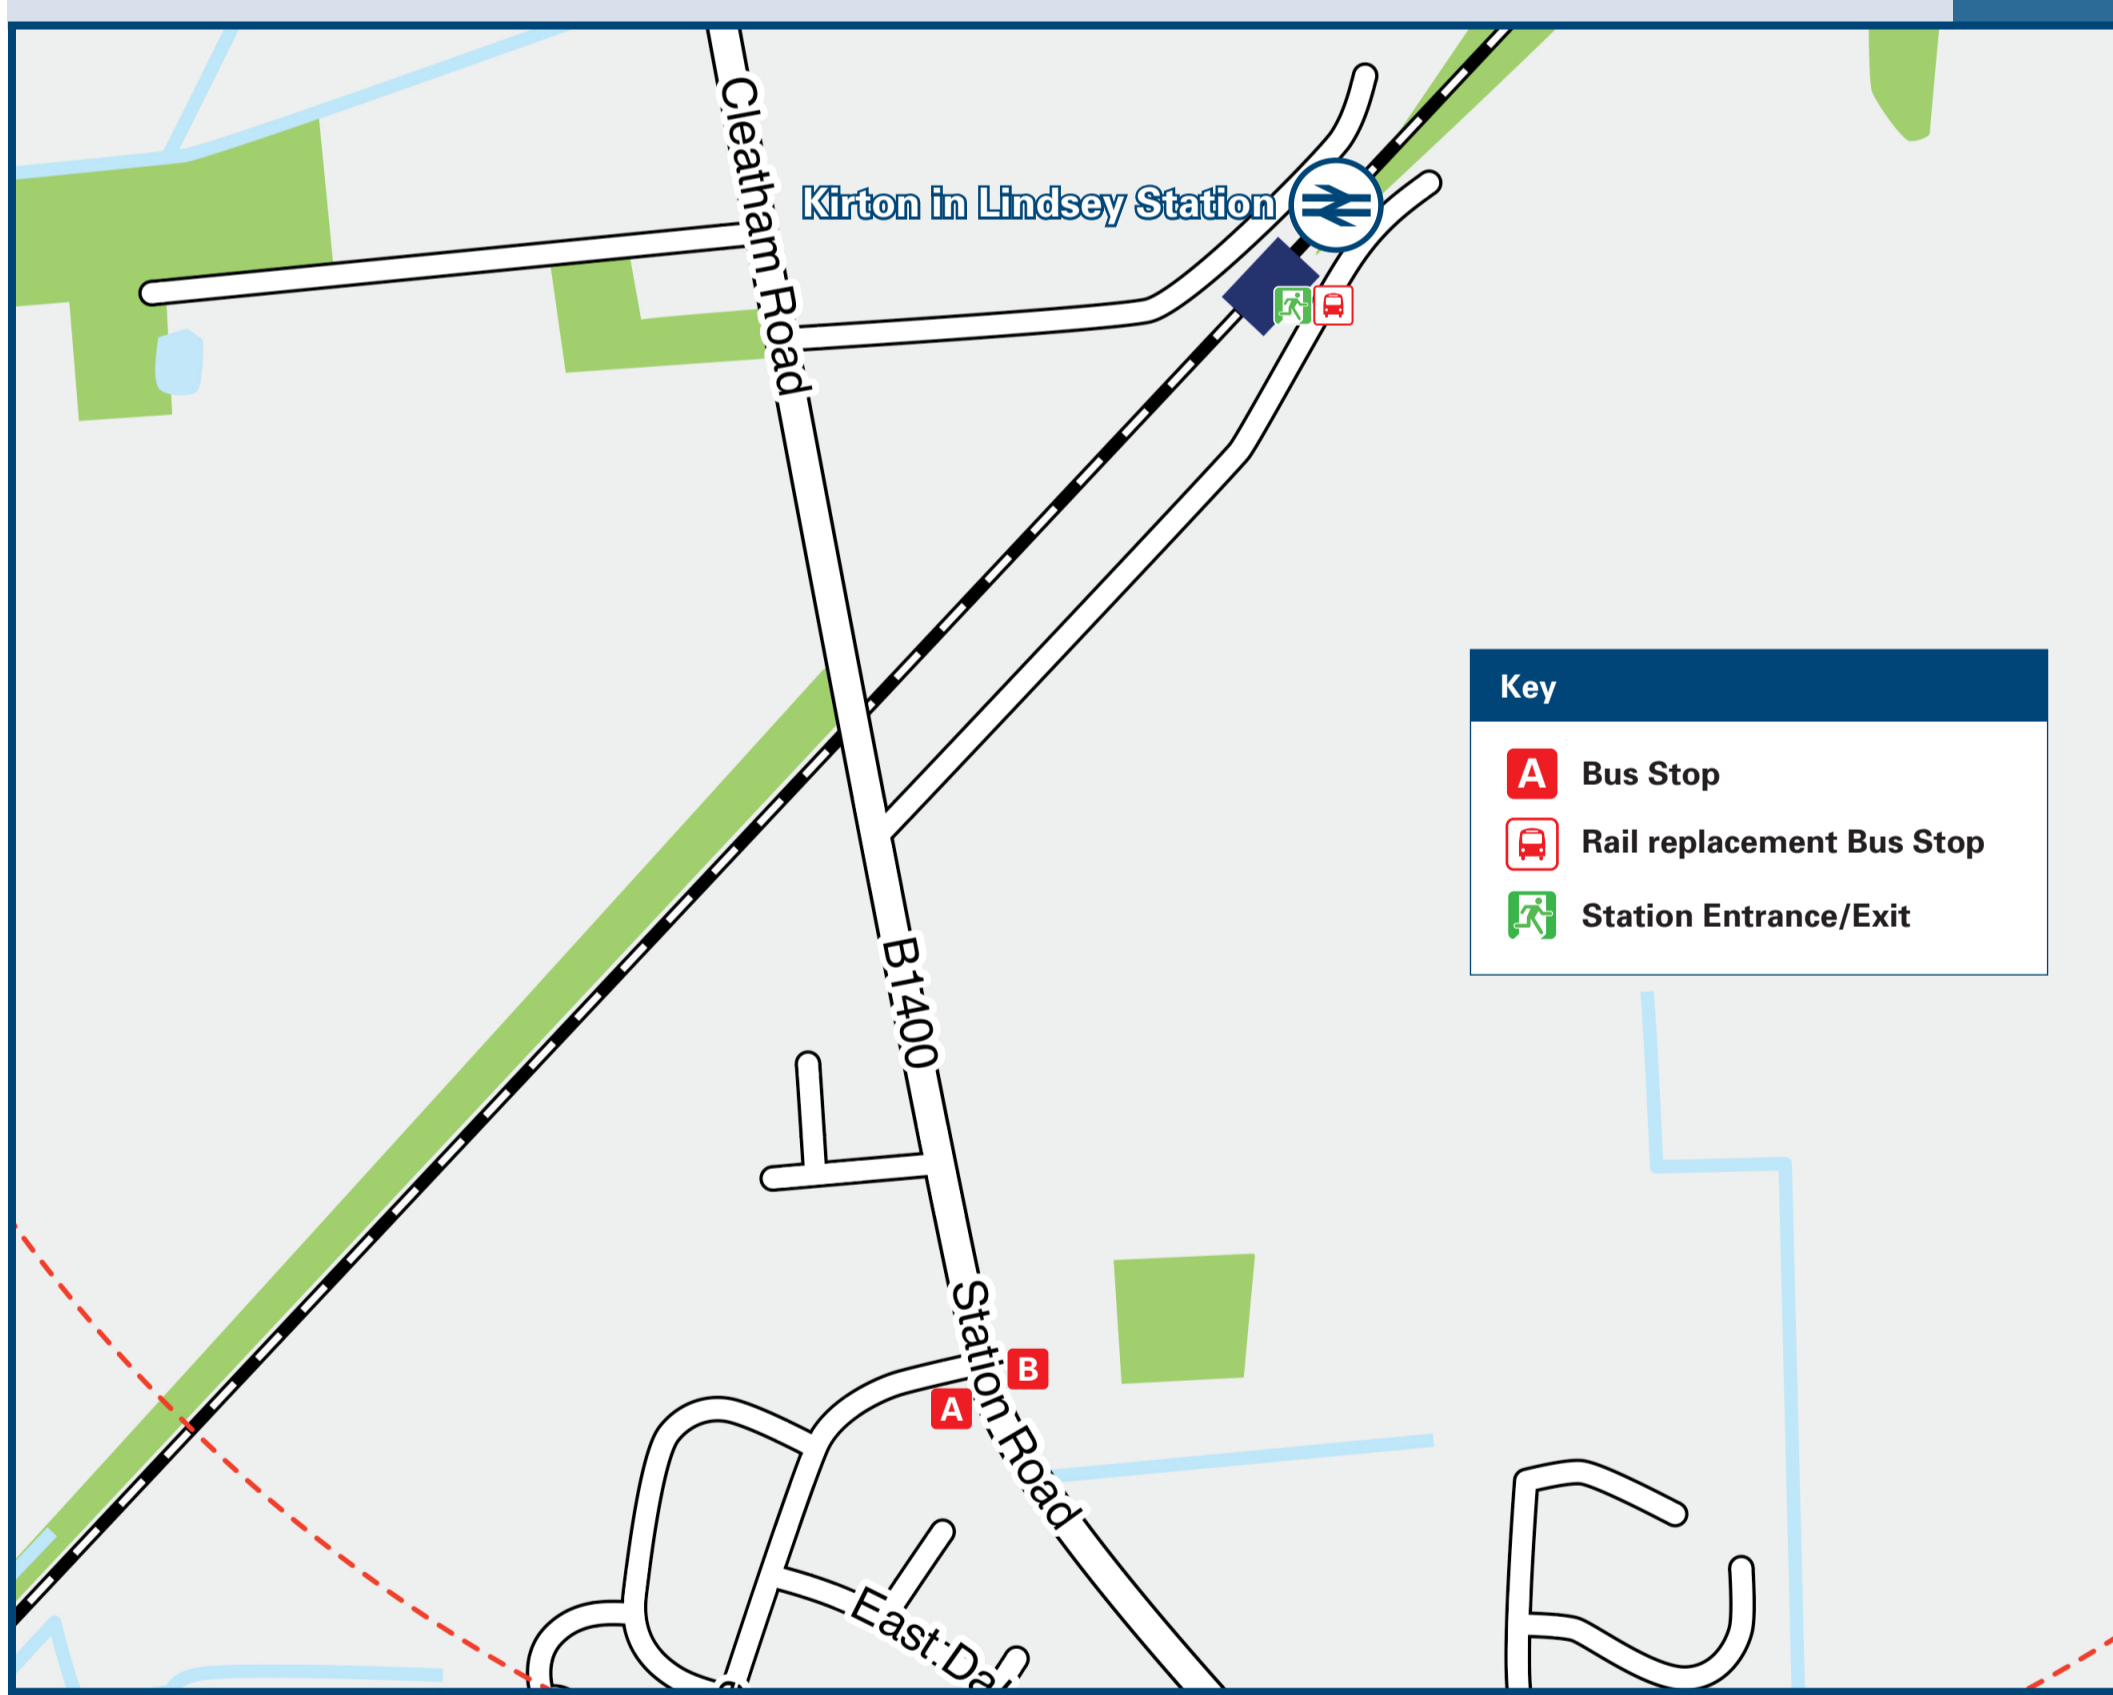 Cleatham Road
Kirton in Lindsey Station
Key
A Bus Stop
Rail replacement Bus Stop
Station Entrance/Exit
B1400
Station Road
B
A